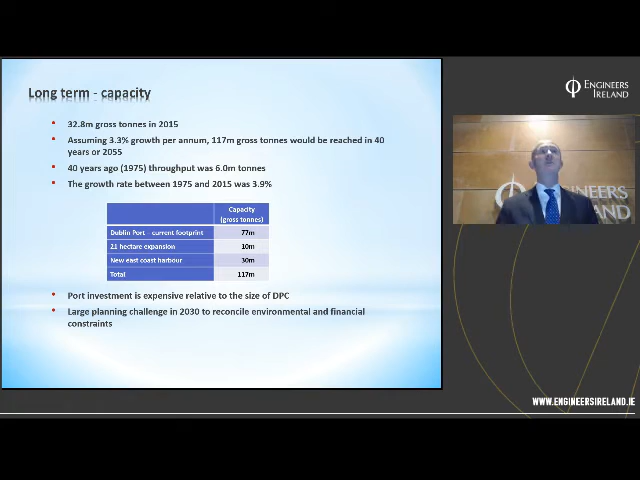 Long term - capacity
32.8m gross tonnes in 2015
Assuming 3.3% growth per annum, 117m gross tonnes would be reached in 40
years or 2055
40 years ago (1975) throughput was 6.0m tonnes
The growth rate between 1975 and 2015 was 3.9%
Capacity
(gross tonnes)
Dublin Port – current footprint 77m
21 hectare expansion 10m
New east coast harbour 30m
Total 117m
Port investment is expensive relative to the size of DPC
Large planning challenge in 2030 to reconcile environmental and financial
constraints
ENGINEERS
IRELAND
ENGINEERS
IRELAND
WWW.ENGINEERSIRELAND.IE